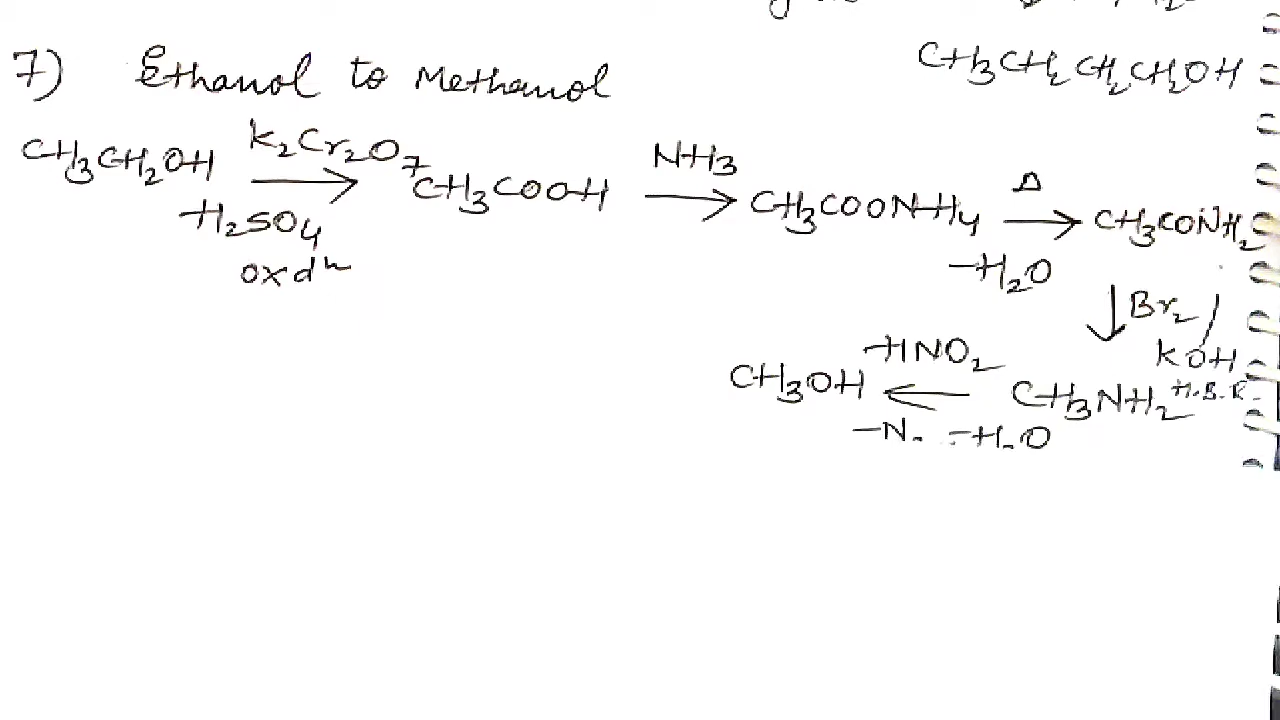 CH3CH2CH2CH2OH
7) Ethanol to Methanol
CH3CH2OH K2Cr2O7 → CH3COOH NH3 → CH3COONH4 Δ → CH3CONH2
H2SO4 -H2O
oxdn
↓ Br2 / KOH
CH3OH HNO2 ← CH3NH2 H.B.R.
-N -H O